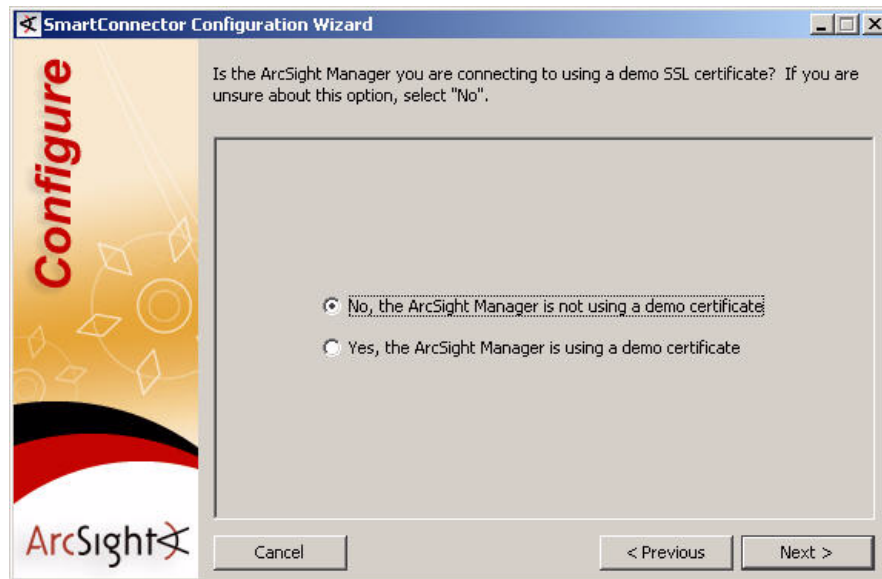 SmartConnector Configuration Wizard
Configure
Is the ArcSight Manager you are connecting to using a demo SSL certificate? If you are
unsure about this option, select "No".
No, the ArcSight Manager is not using a demo certificate
Yes, the ArcSight Manager is using a demo certificate
ArcSight
Cancel
< Previous
Next >